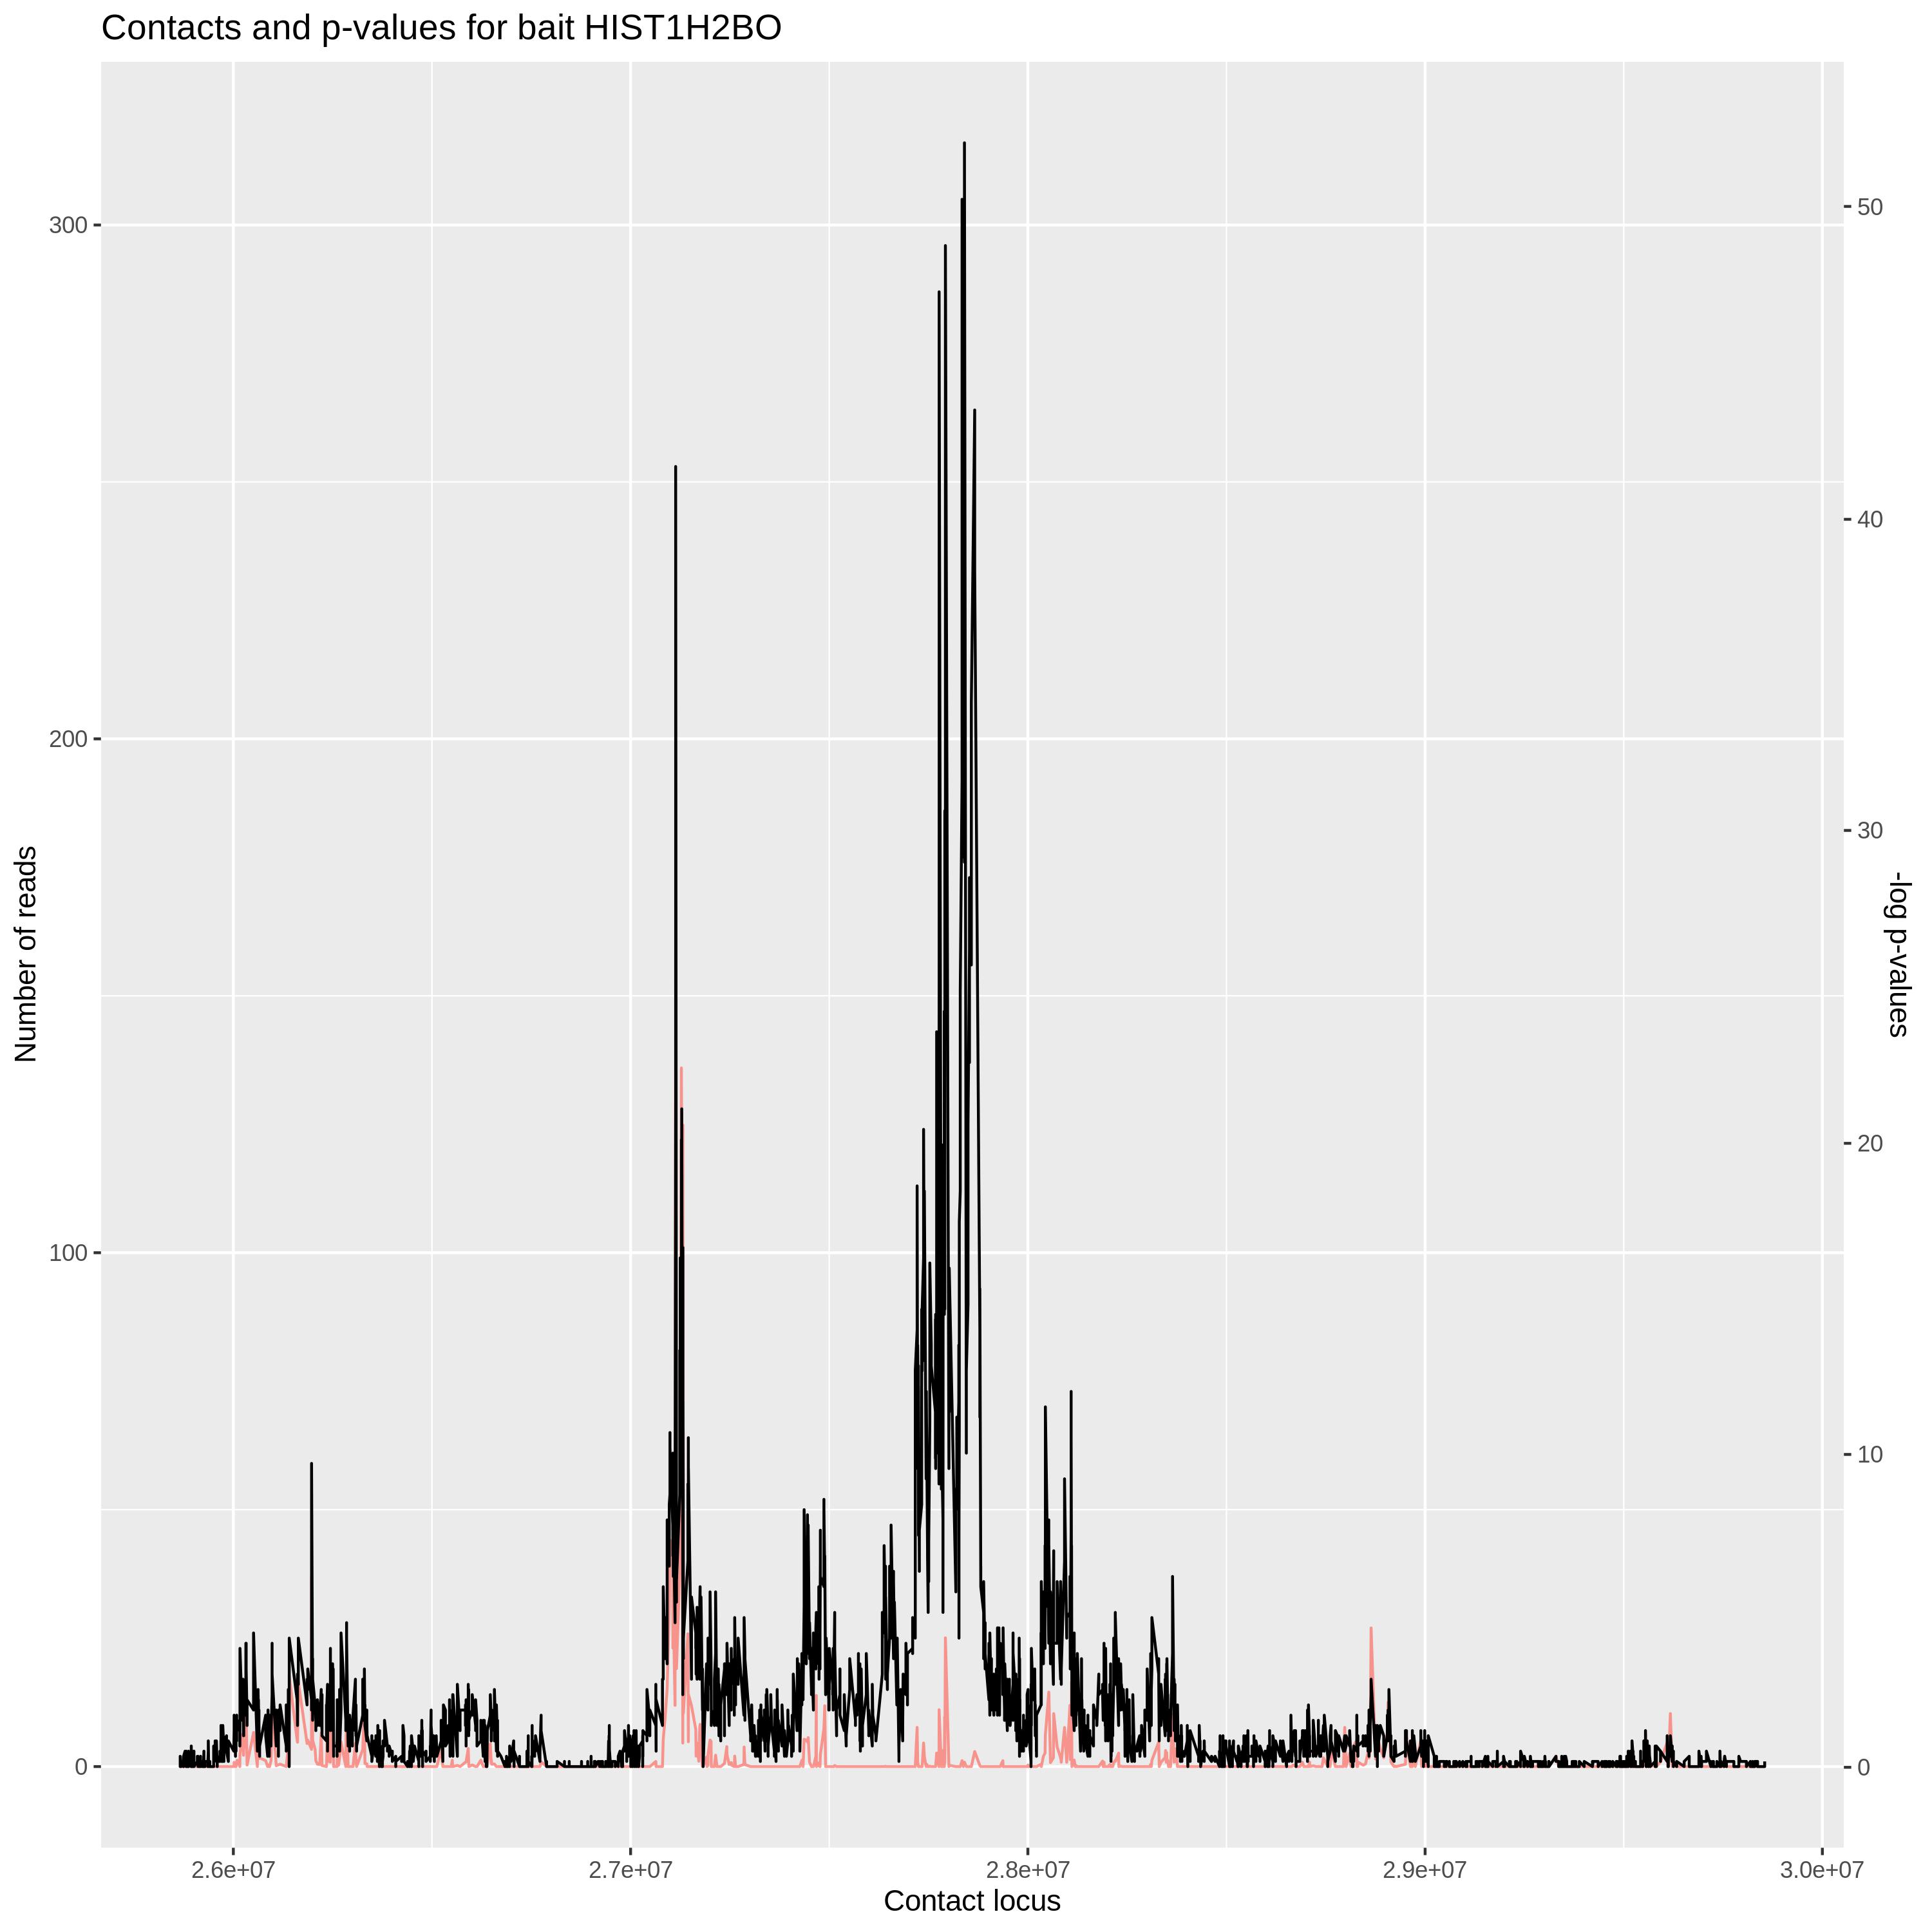 Contacts and p-values for bait HIST1H2BO
300
200
100
0
Number of reads
50
40
30
20
10
0
-log p-values
2.6e+07
2.7e+07
2.8e+07
2.9e+07
3.0e+07
Contact locus